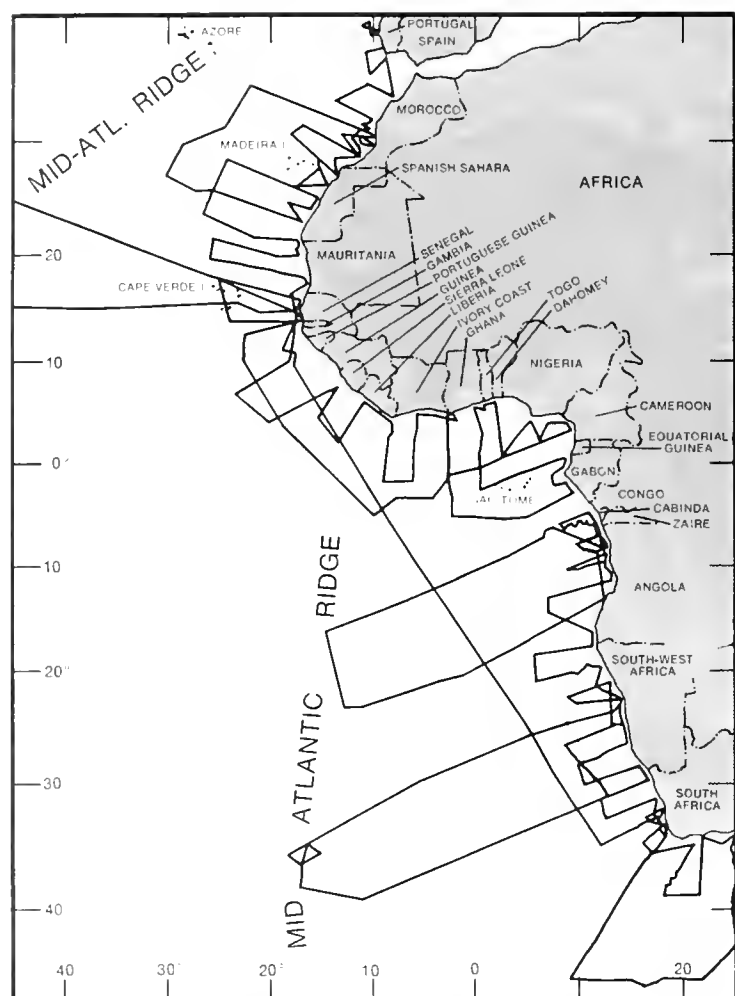 PORTUGAL
AZORE
SPAIN
MID-ATL. RIDGE
MOROCCO
MADEIRA I
SPANISH SAHARA
AFRICA
20
MAURITANIA
SENEGAL
GAMBIA
PORTUGUESE GUINEA
GUINEA
SIERRA LEONE
LIBERIA
IVORY COAST
GHANA
TOGO
DAHOMEY
CAPE VERDE I
10
NIGERIA
CAMEROON
EQUATORIAL
GUINEA
0°
GABON
TOME
CONGO
CABINDA
ZAIRE
10
ANGOLA
20°
SOUTH-WEST
AFRICA
30
SOUTH
AFRICA
40
MID ATLANTIC RIDGE
40 30 20° 10 0 20